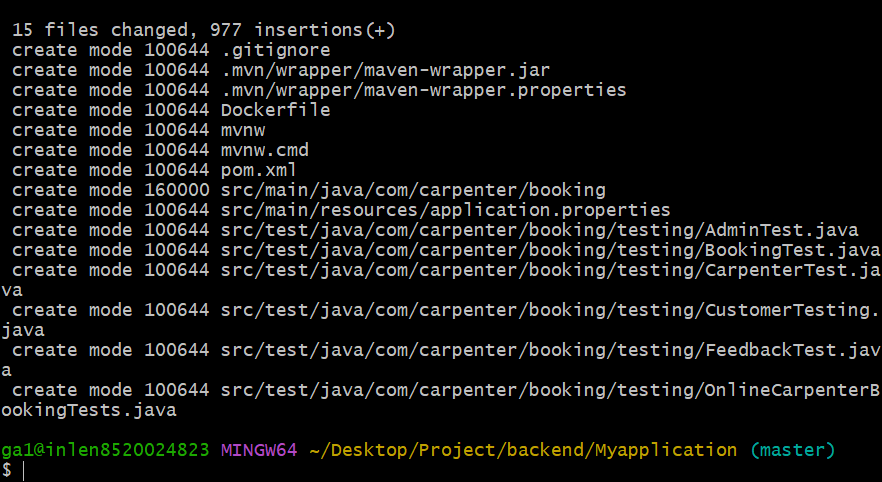 15 files changed, 977 insertions(+)
create mode 100644 .gitignore
create mode 100644 .mvn/wrapper/maven-wrapper.jar
create mode 100644 .mvn/wrapper/maven-wrapper.properties
create mode 100644 Dockerfile
create mode 100644 mvnw
create mode 100644 mvnw.cmd
create mode 100644 pom.xml
create mode 160000 src/main/java/com/carpenter/booking
create mode 100644 src/main/resources/application.properties
create mode 100644 src/test/java/com/carpenter/booking/testing/AdminTest.java
create mode 100644 src/test/java/com/carpenter/booking/testing/BookingTest.java
create mode 100644 src/test/java/com/carpenter/booking/testing/CarpenterTest.ja
va
create mode 100644 src/test/java/com/carpenter/booking/testing/CustomerTesting.
java
create mode 100644 src/test/java/com/carpenter/booking/testing/FeedbackTest.jav
a
create mode 100644 src/test/java/com/carpenter/booking/testing/OnlineCarpenterB
ookingTests.java
ga1@inlen8520024823 MINGW64 ~/Desktop/Project/backend/Myapplication (master)
$